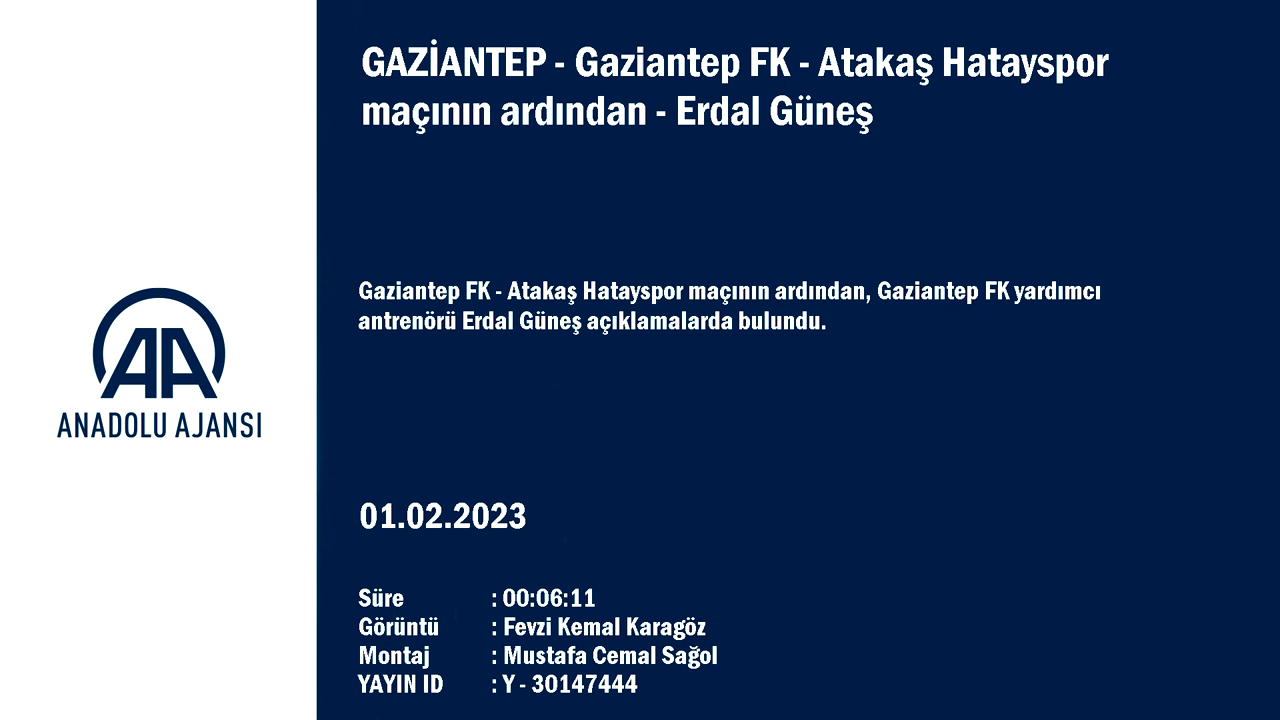 GAZİANTEP - Gaziantep FK - Atakaş Hatayspor
maçının ardından - Erdal Güneş
Gaziantep FK - Atakaş Hatayspor maçının ardından, Gaziantep FK yardımcı
antrenörü Erdal Güneş açıklamalarda bulundu.
AA
ANADOLU AJANSI
01.02.2023
Süre : 00:06:11
Görüntü : Fevzi Kemal Karagöz
Montaj : Mustafa Cemal Sağol
YAYIN ID : Y - 30147444